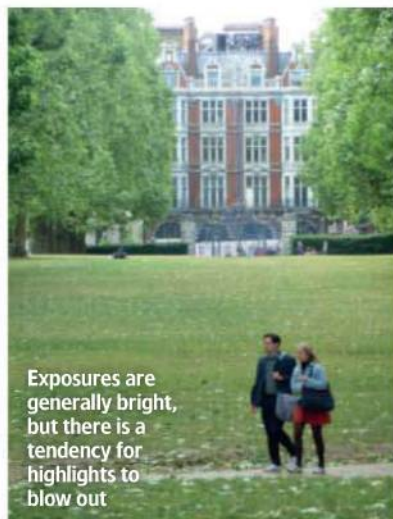 Exposures are
generally bright,
but there is a
tendency for
highlights to
blow out